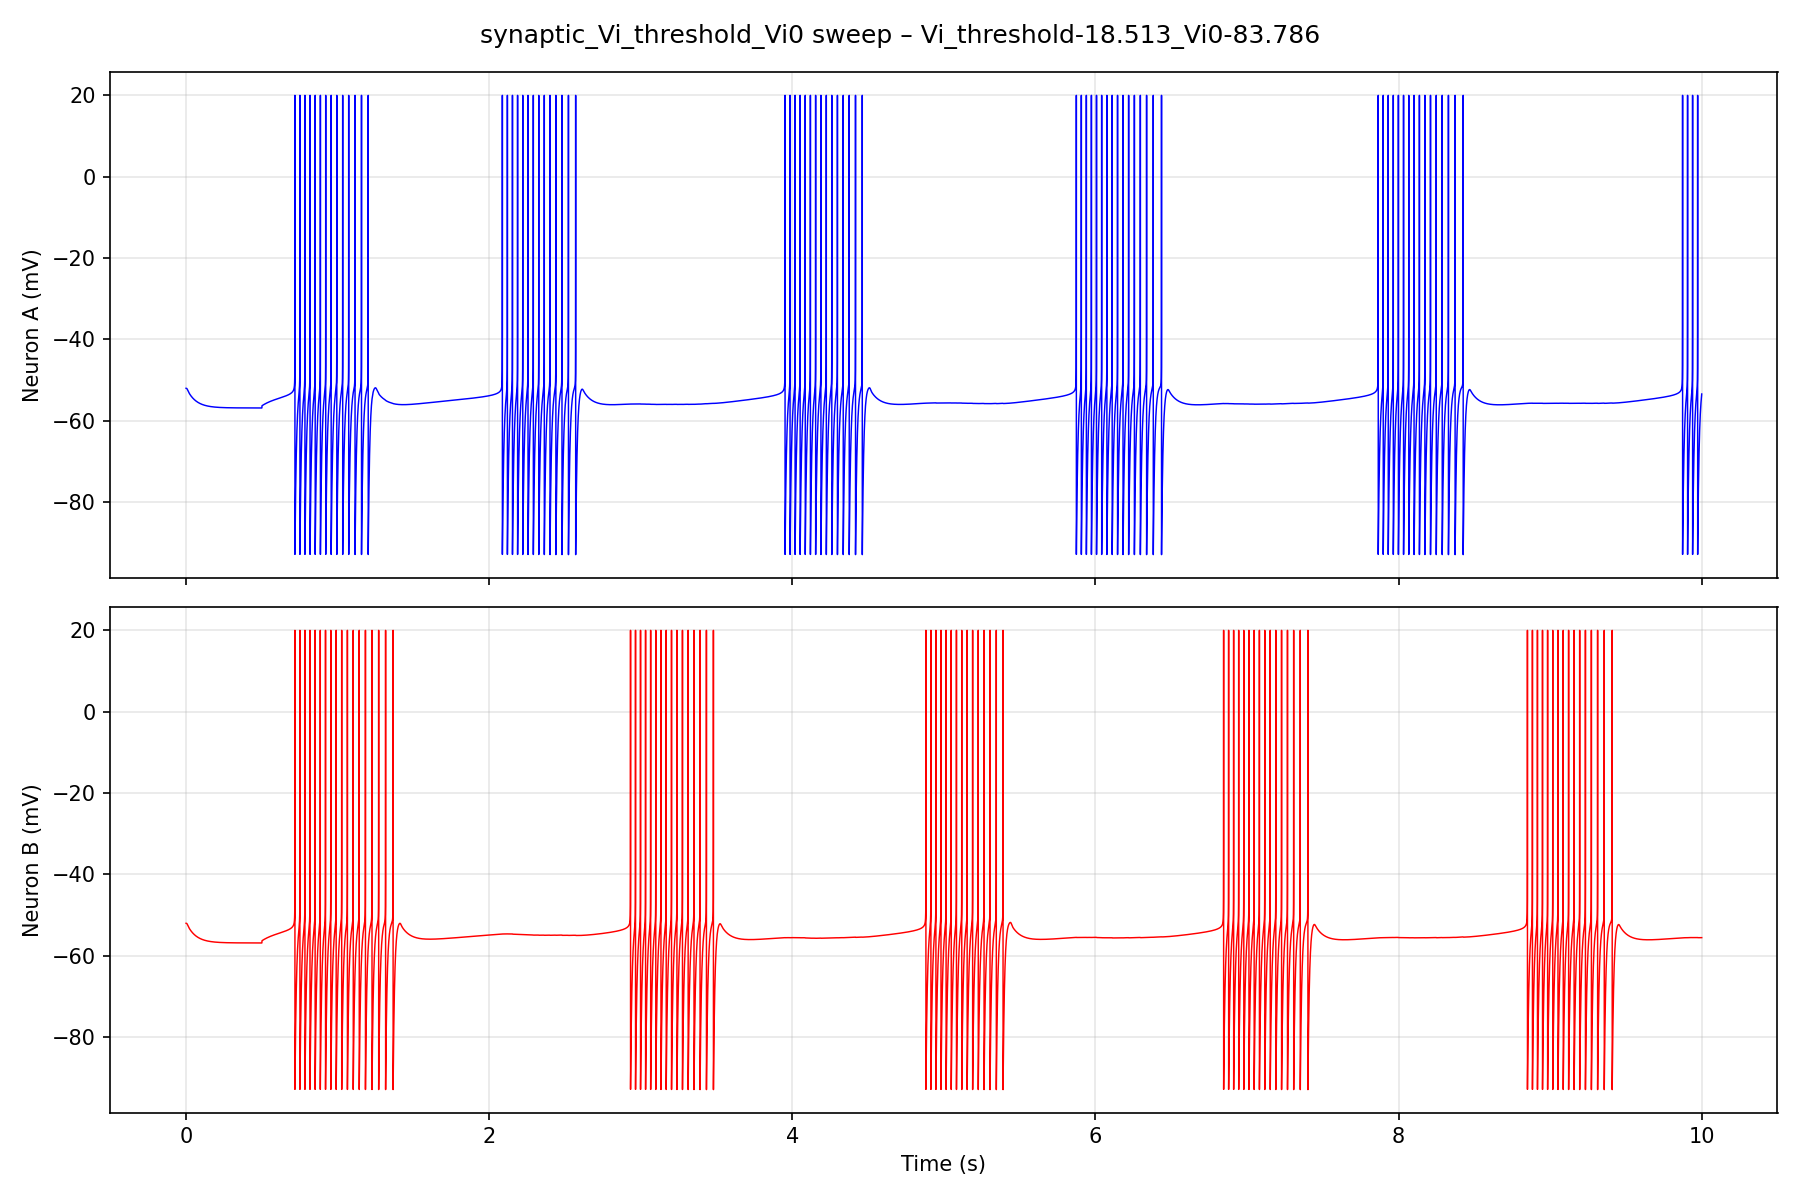 synaptic_Vi_threshold_Vi0 sweep – Vi_threshold-18.513_Vi0-83.786
20
0
−20
−40
−60
−80
Neuron A (mV)
20
0
−20
−40
−60
−80
Neuron B (mV)
0 2 4 6 8 10
Time (s)